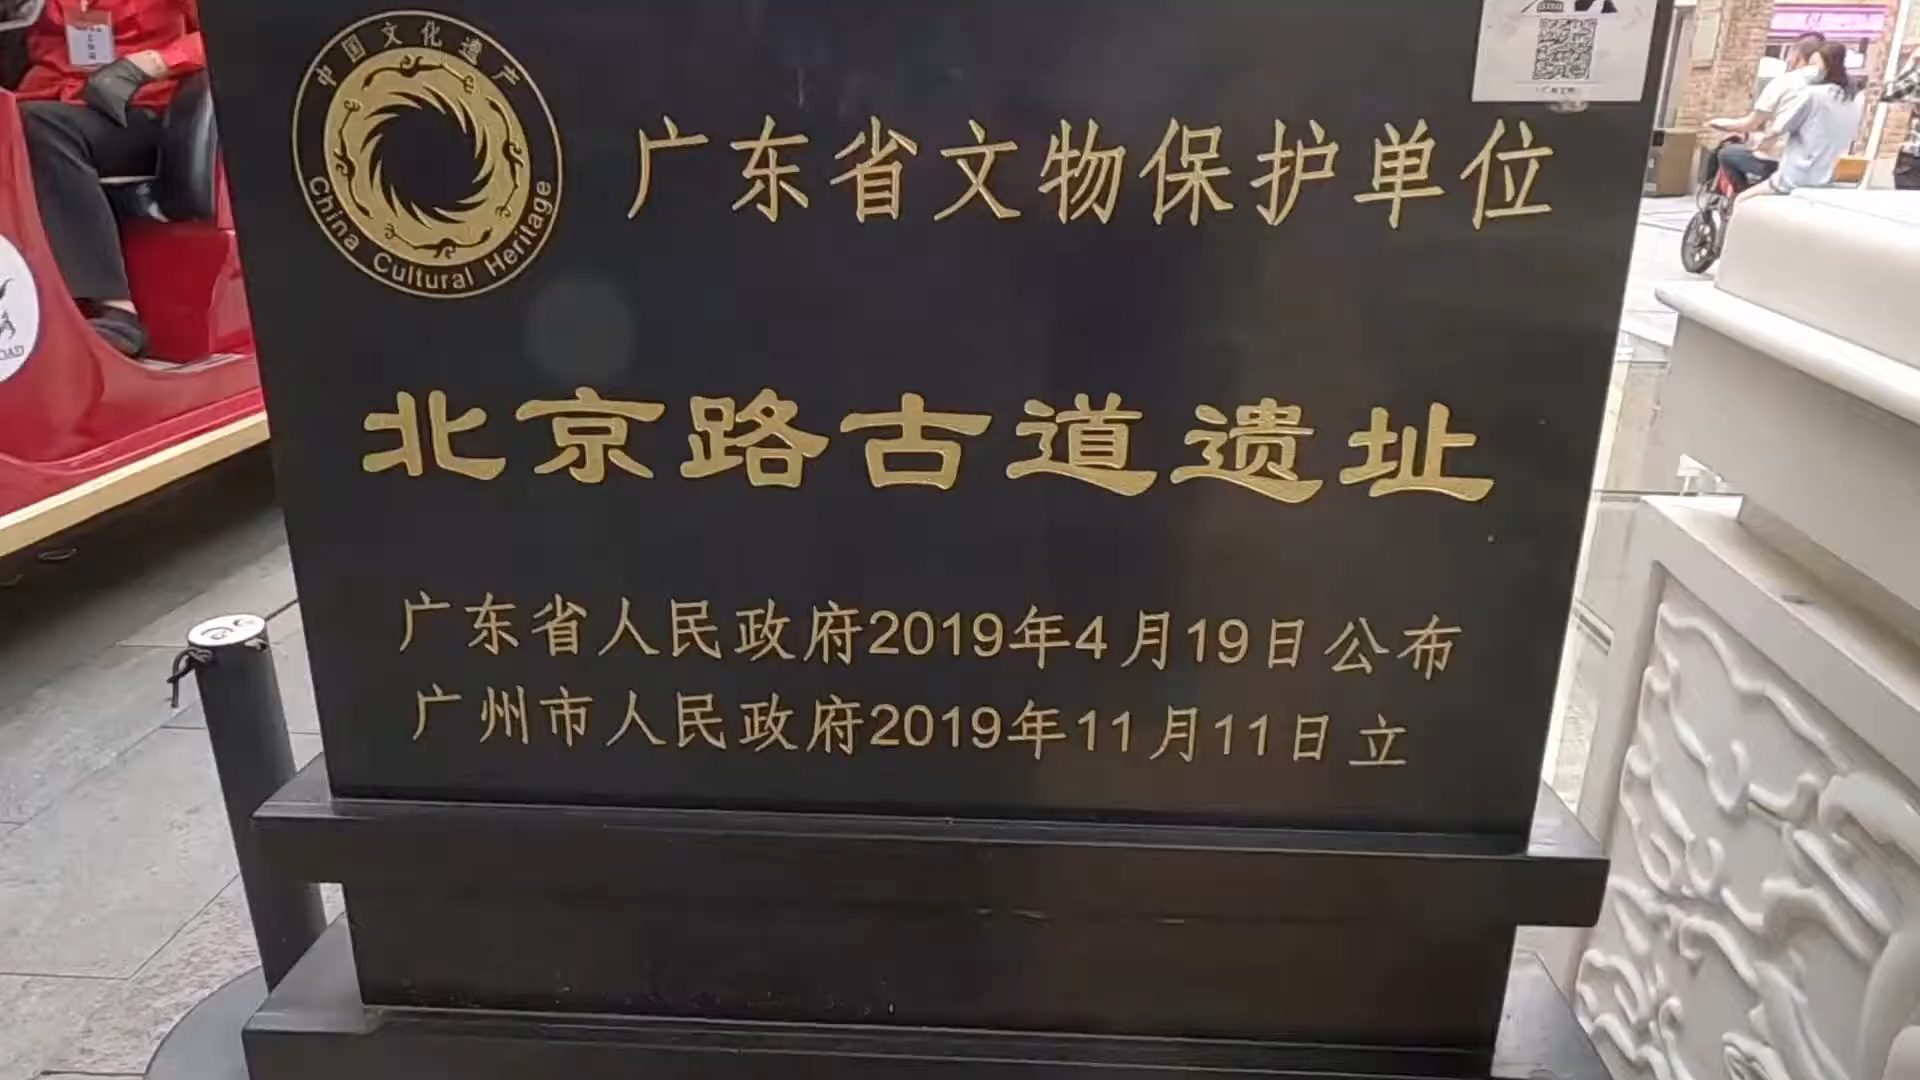 中国文化遗产
China Cultural Heritage
广东省文物保护单位
北京路古道遗址
广东省人民政府2019年4月19日公布
广州市人民政府2019年11月11日立